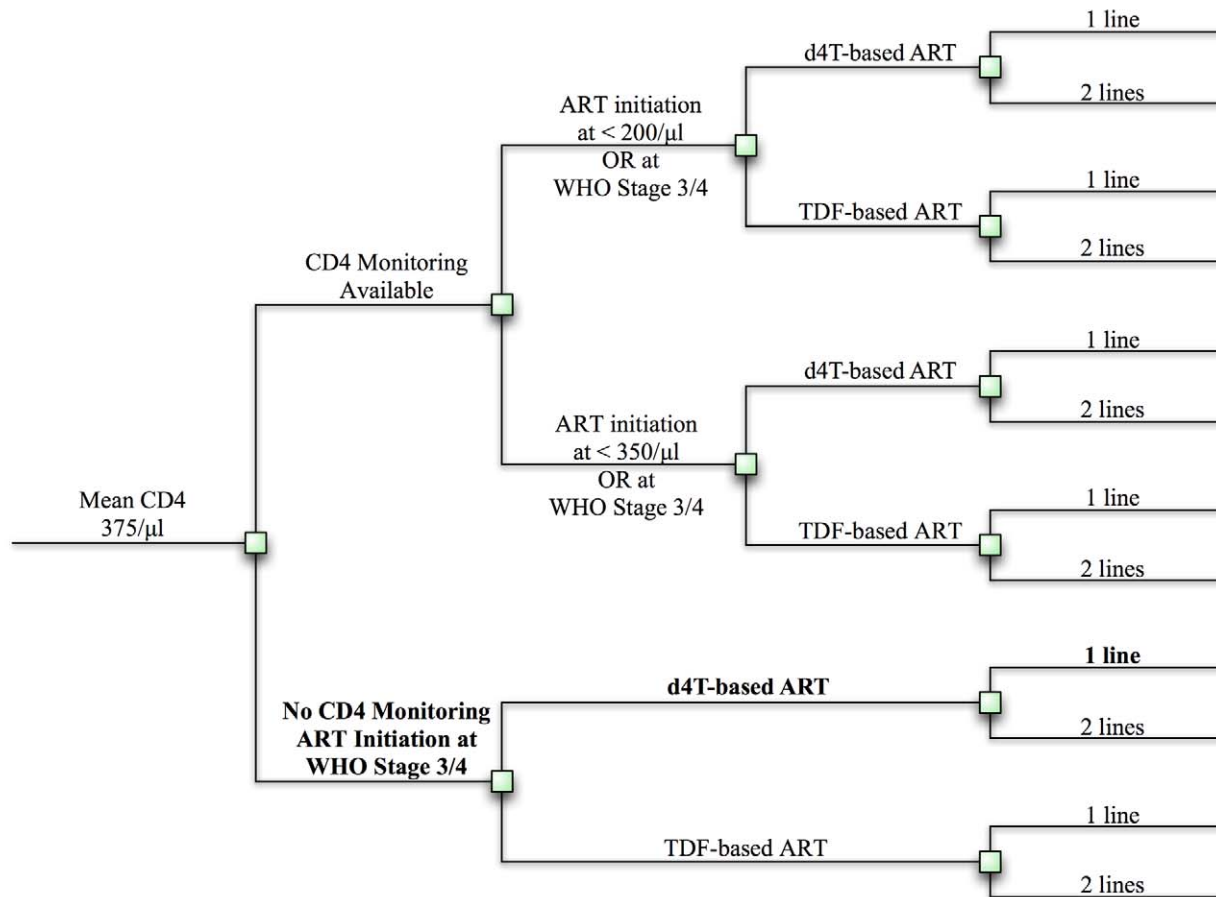 1 line
d4T-based ART
2 lines
ART initiation
at < 200/μl
OR at
WHO Stage 3/4
1 line
TDF-based ART
2 lines
CD4 Monitoring
Available
1 line
d4T-based ART
2 lines
ART initiation
at < 350/μl
OR at
WHO Stage 3/4
1 line
TDF-based ART
2 lines
Mean CD4
375/μl
1 line
d4T-based ART
2 lines
No CD4 Monitoring
ART Initiation at
WHO Stage 3/4
1 line
TDF-based ART
2 lines